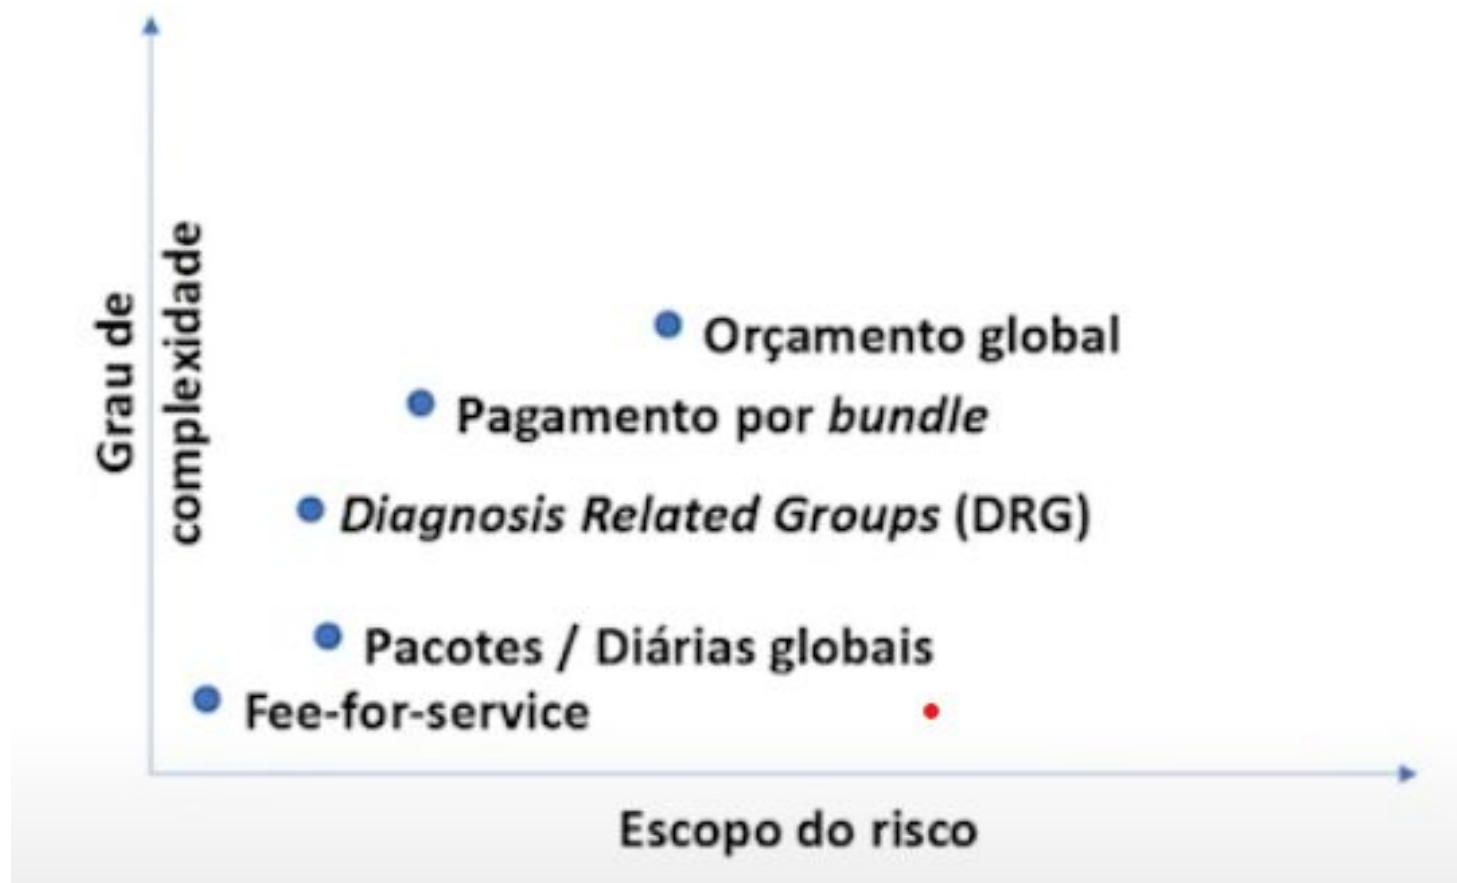 Grau de
complexidade
Orçamento global
Pagamento por bundle
Diagnosis Related Groups (DRG)
Pacotes / Diárias globais
Fee-for-service
Escopo do risco